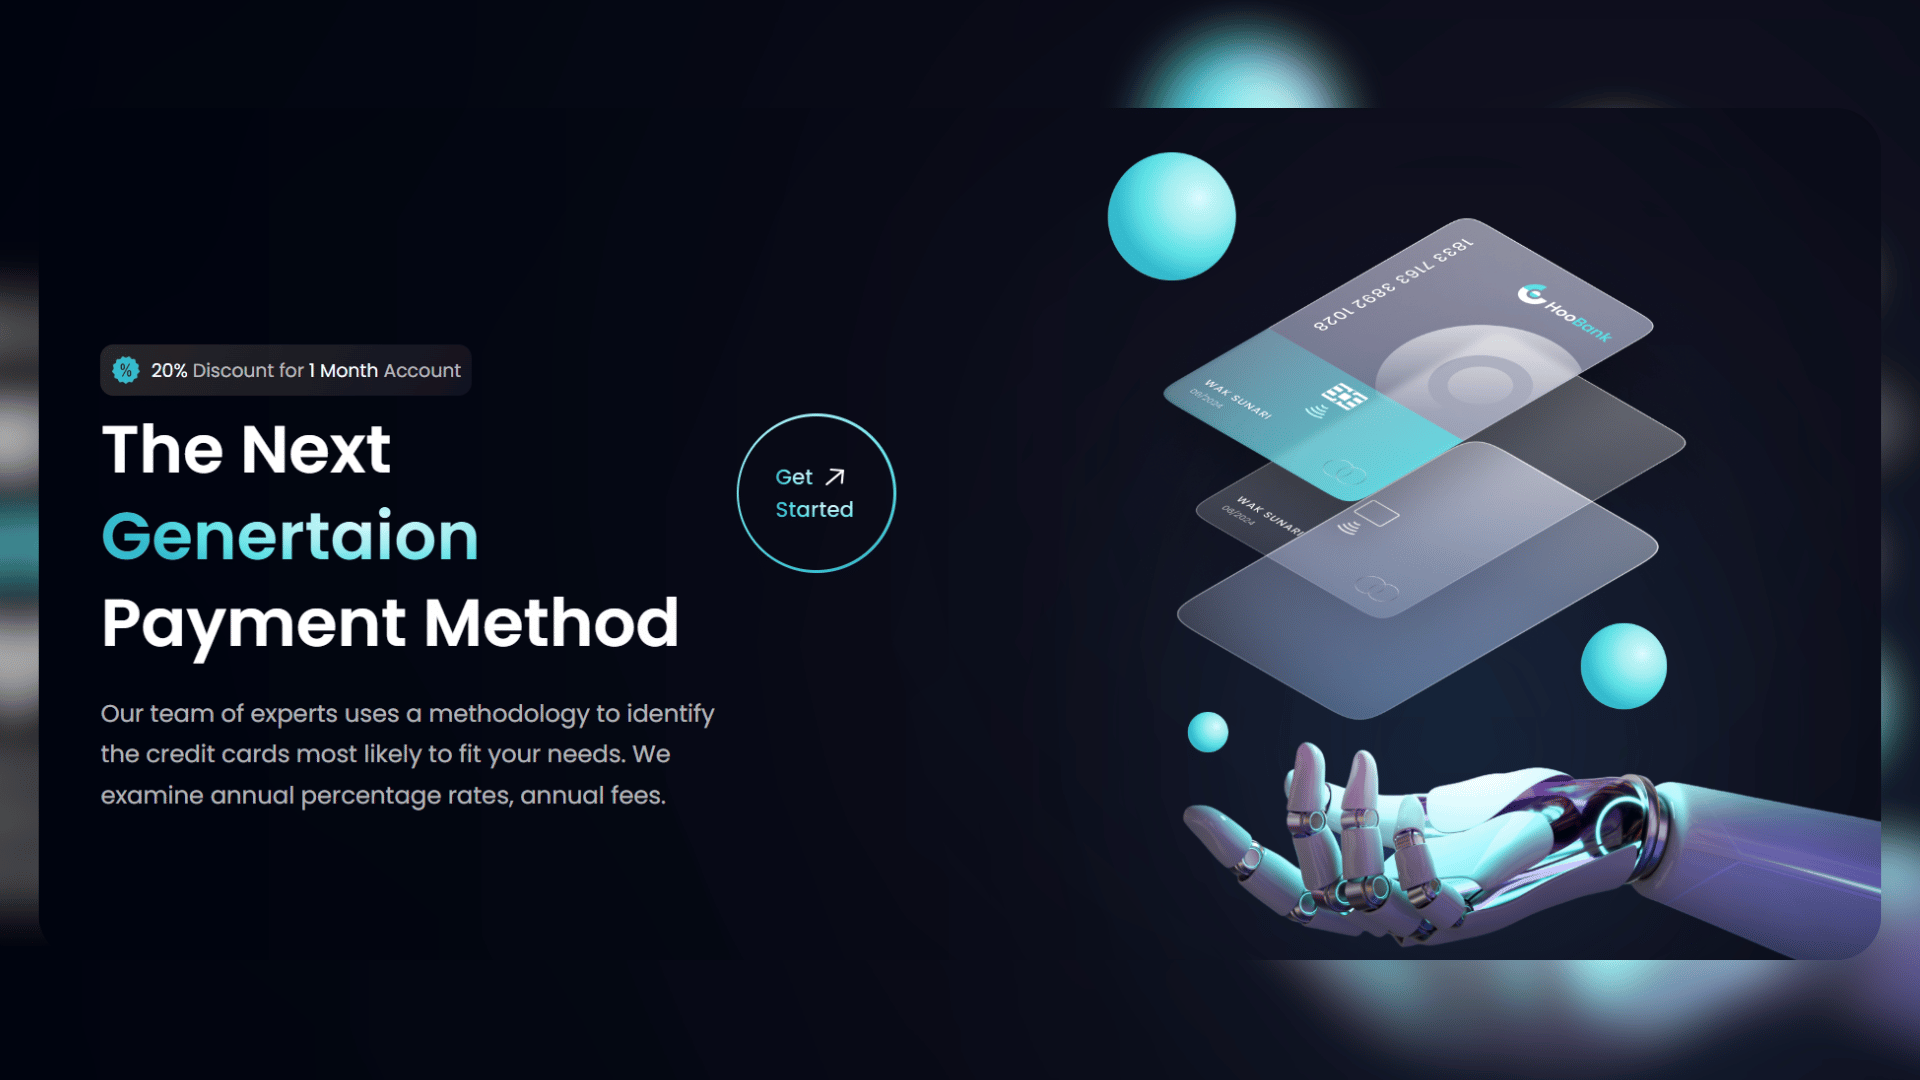 20% Discount for 1 Month Account
The Next
Genertaion
Payment Method
Get
Started
Our team of experts uses a methodology to identify
the credit cards most likely to fit your needs. We
examine annual percentage rates, annual fees.
1833 7163 3892 1028
HooBank
WAK SUNARI
08/2024
WAK SUNARI
08/2024